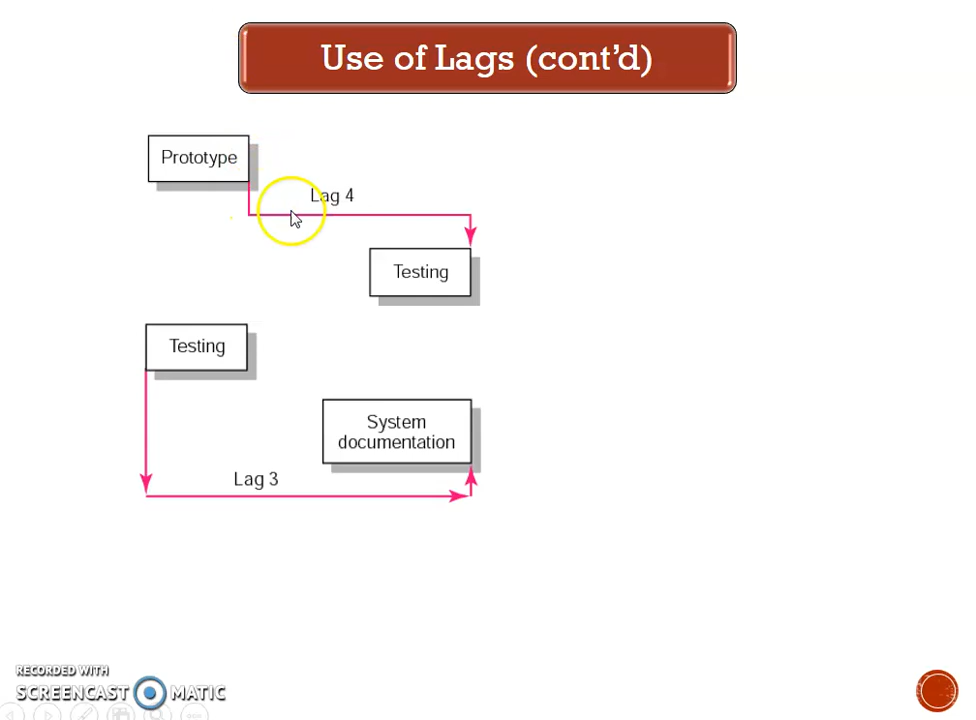 Use of Lags (cont’d)
Prototype
Lag 4
Testing
Testing
System
documentation
Lag 3
RECORDED WITH
SCREENCAST MATIC